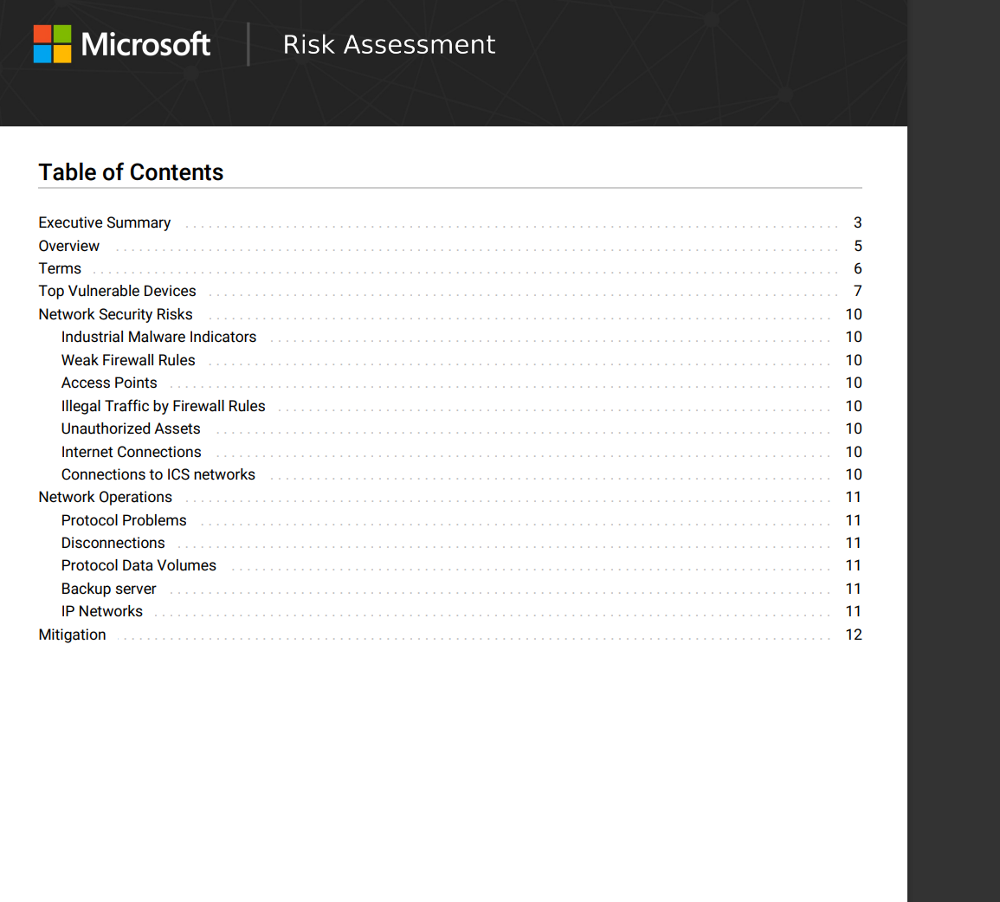 Microsoft | Risk Assessment
Table of Contents
Executive Summary 3
Overview 5
Terms 6
Top Vulnerable Devices 7
Network Security Risks 10
Industrial Malware Indicators 10
Weak Firewall Rules 10
Access Points 10
Illegal Traffic by Firewall Rules 10
Unauthorized Assets 10
Internet Connections 10
Connections to ICS networks 10
Network Operations 11
Protocol Problems 11
Disconnections 11
Protocol Data Volumes 11
Backup server 11
IP Networks 11
Mitigation 12